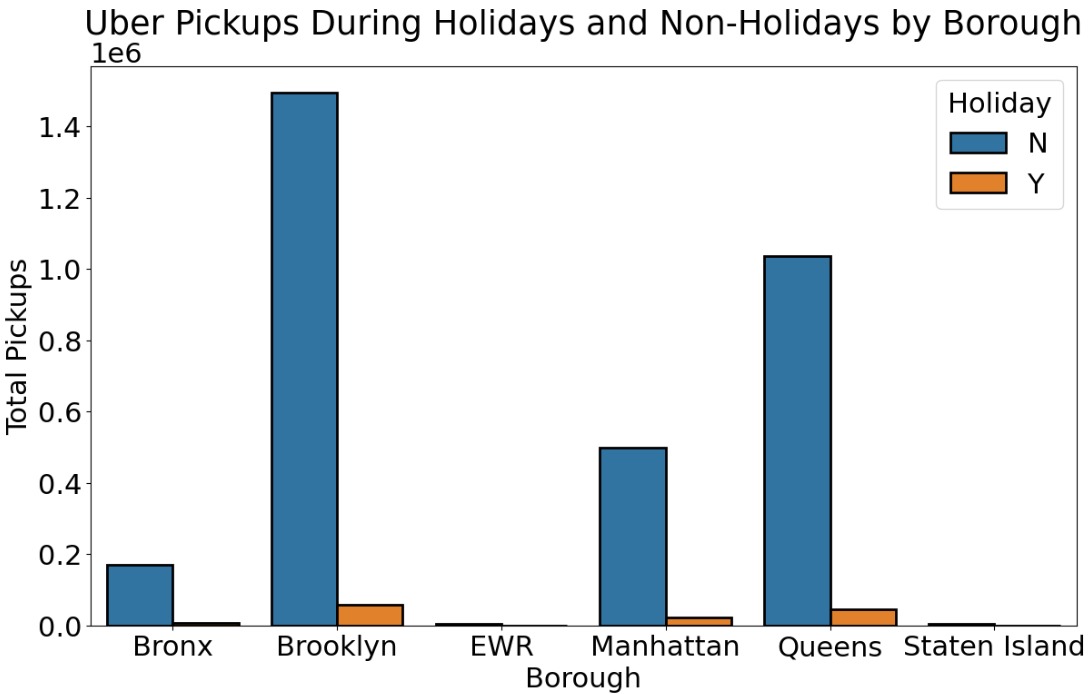 Uber Pickups During Holidays and Non-Holidays by Borough
1e6
Holiday
N
Y
1.4
1.2
1.0
0.8
0.6
0.4
0.2
0.0
Total Pickups
Bronx Brooklyn EWR Manhattan Queens Staten Island
Borough